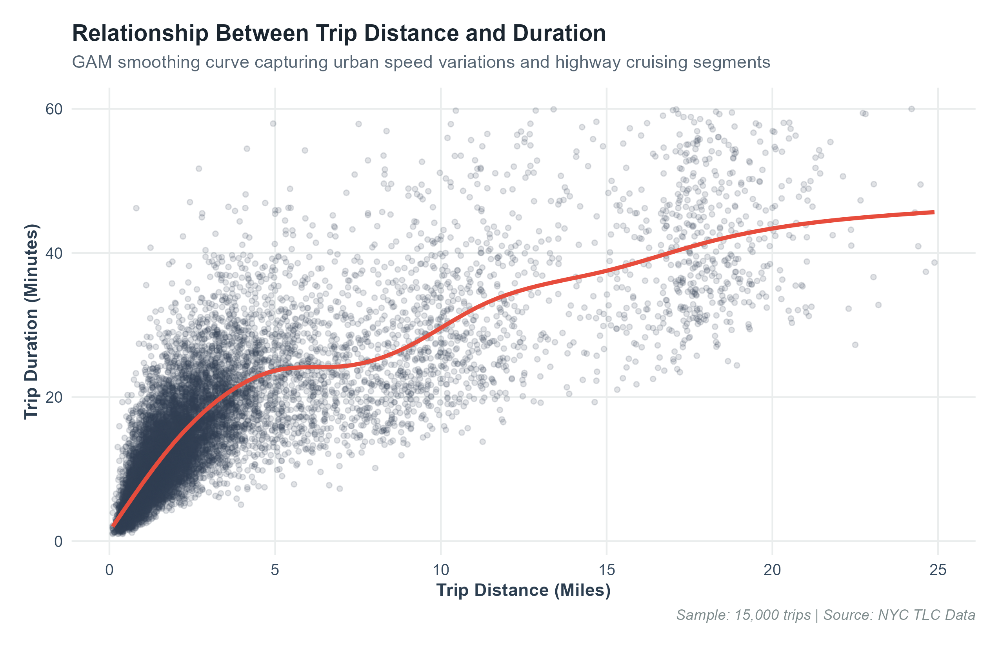 Relationship Between Trip Distance and Duration
GAM smoothing curve capturing urban speed variations and highway cruising segments
Trip Duration (Minutes)
60
40
20
0
0 5 10 15 20 25
Trip Distance (Miles)
Sample: 15,000 trips | Source: NYC TLC Data